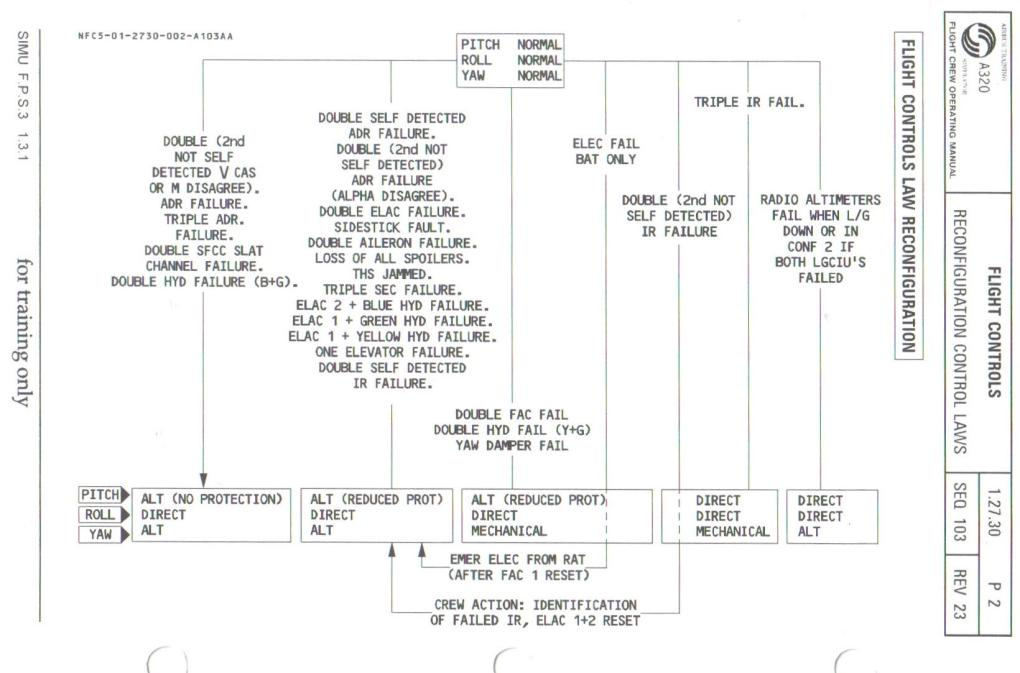 NFC5-01-2730-002-A103AA
PITCH NORMAL
ROLL NORMAL
YAW NORMAL
DOUBLE (2nd
NOT SELF
DETECTED V CAS
OR M DISAGREE).
ADR FAILURE.
TRIPLE ADR.
FAILURE.
DOUBLE SFCC SLAT
CHANNEL FAILURE.
DOUBLE HYD FAILURE (B+G).
DOUBLE SELF DETECTED
ADR FAILURE.
DOUBLE (2nd NOT
SELF DETECTED)
ADR FAILURE
(ALPHA DISAGREE).
DOUBLE ELAC FAILURE.
SIDESTICK FAULT.
DOUBLE AILERON FAILURE.
LOSS OF ALL SPOILERS.
THS JAMMED.
TRIPLE SEC FAILURE.
ELAC 2 + BLUE HYD FAILURE.
ELAC 1 + GREEN HYD FAILURE.
ELAC 1 + YELLOW HYD FAILURE.
ONE ELEVATOR FAILURE.
DOUBLE SELF DETECTED
IR FAILURE.
DOUBLE FAC FAIL
DOUBLE HYD FAIL (Y+G)
YAW DAMPER FAIL
ELEC FAIL
BAT ONLY
DOUBLE (2nd NOT
SELF DETECTED)
IR FAILURE
TRIPLE IR FAIL.
RADIO ALTIMETERS
FAIL WHEN L/G
DOWN OR IN
CONF 2 IF
BOTH LGCIU'S
FAILED
PITCH
ROLL
YAW
ALT (NO PROTECTION)
DIRECT
ALT
ALT (REDUCED PROT)
DIRECT
ALT
ALT (REDUCED PROT)
DIRECT
MECHANICAL
DIRECT
DIRECT
MECHANICAL
DIRECT
DIRECT
ALT
EMER ELEC FROM RAT
(AFTER FAC 1 RESET)
CREW ACTION: IDENTIFICATION
OF FAILED IR, ELAC 1+2 RESET
AIRBUS TRAINING
A320
SIMULATOR
FLIGHT CREW OPERATING MANUAL
FLIGHT CONTROLS
RECONFIGURATION CONTROL LAWS
1.27.30 P 2
SEQ 103 REV 23
FLIGHT CONTROLS LAW RECONFIGURATION
SIMU F.P.S.3 1.3.1
for training only